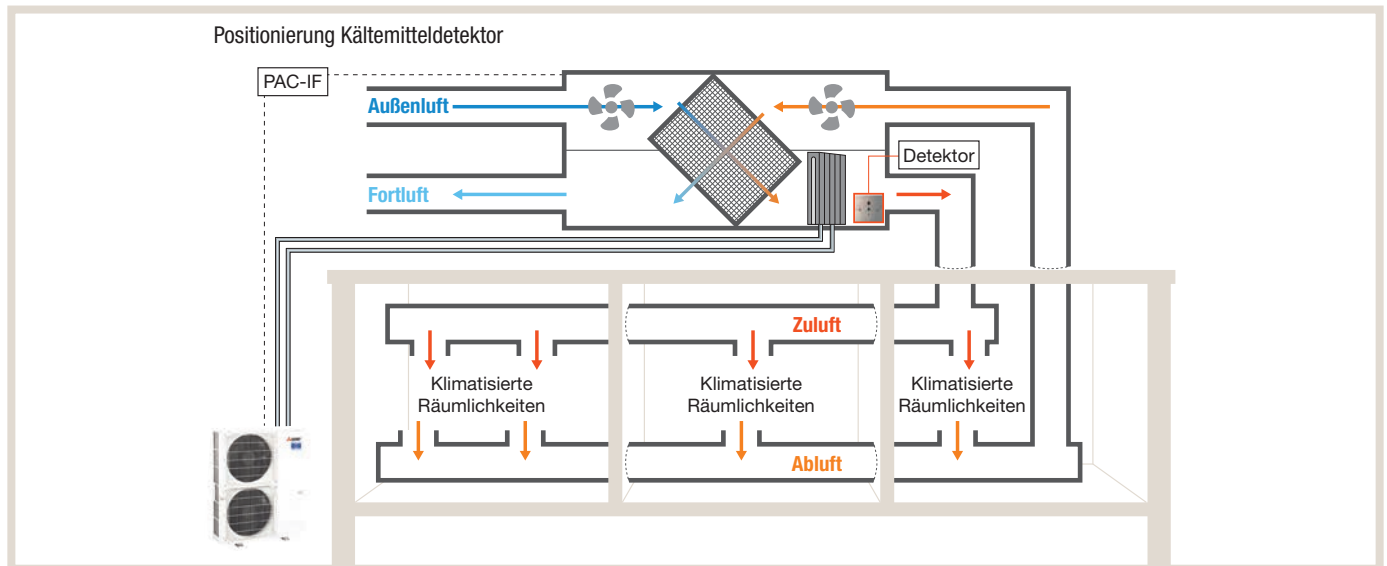 Positionierung Kältemitteldetektor
PAC-IF
Außenluft
Detektor
Fortluft
Zuluft
Klimatisierte
Räumlichkeiten
Klimatisierte
Räumlichkeiten
Klimatisierte
Räumlichkeiten
Abluft